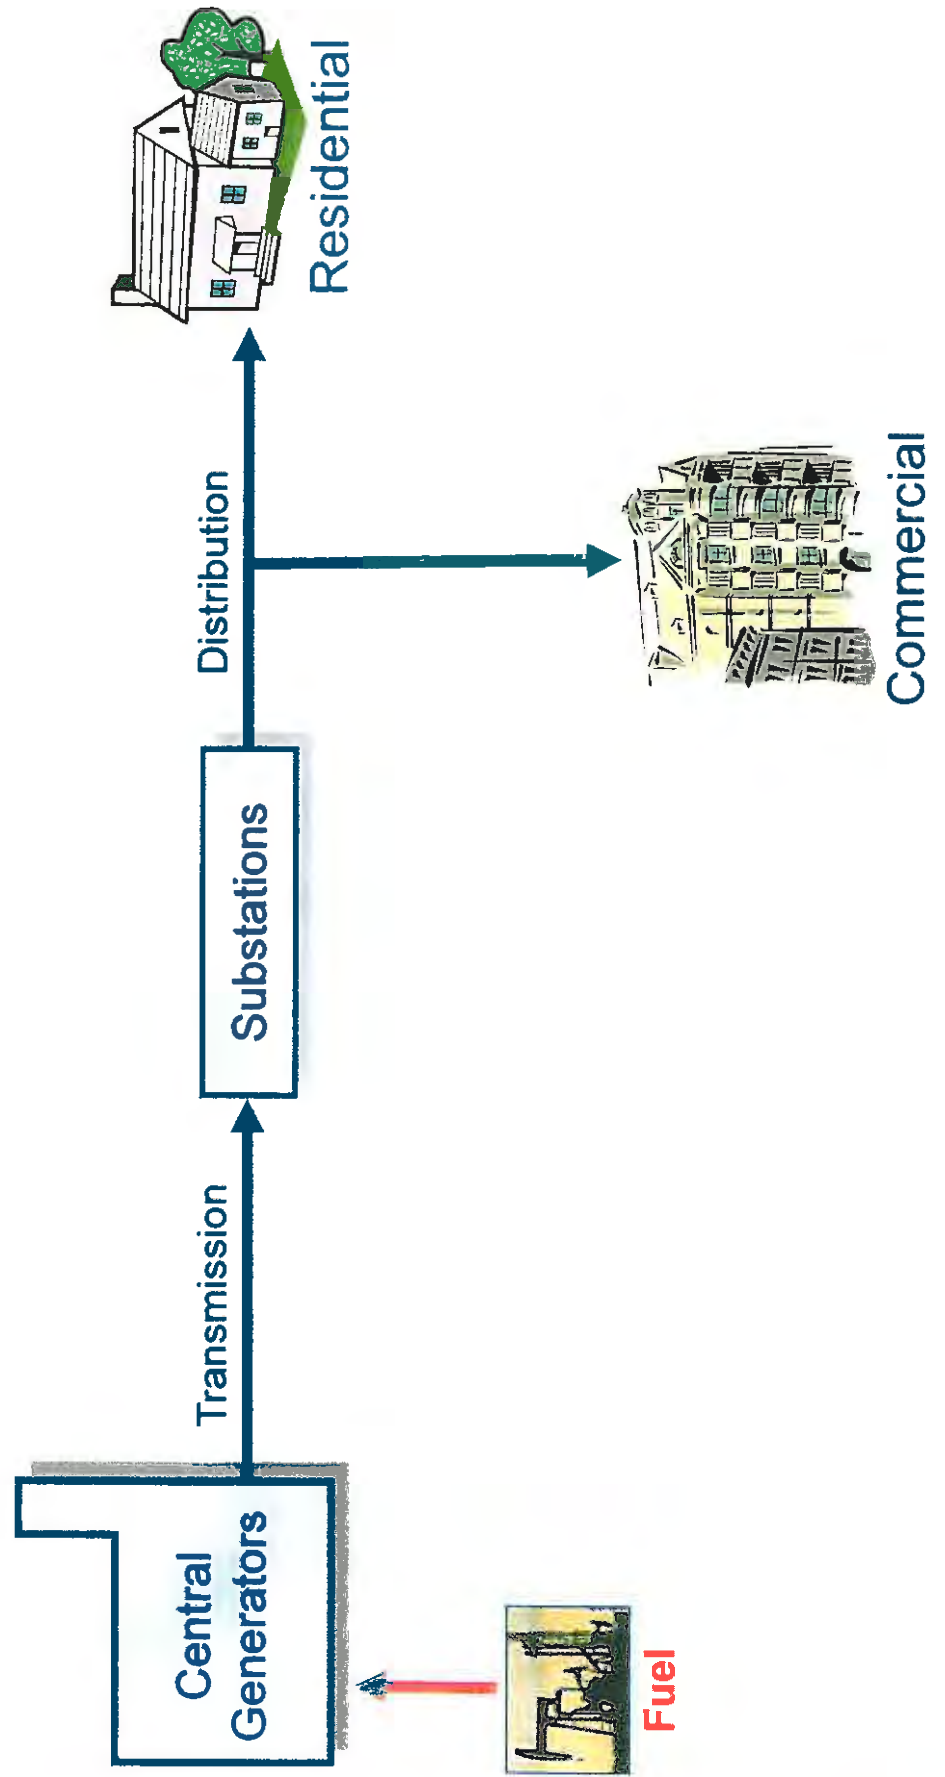 Central
Generators
Transmission
Substations
Distribution
Residential
Commercial
Fuel